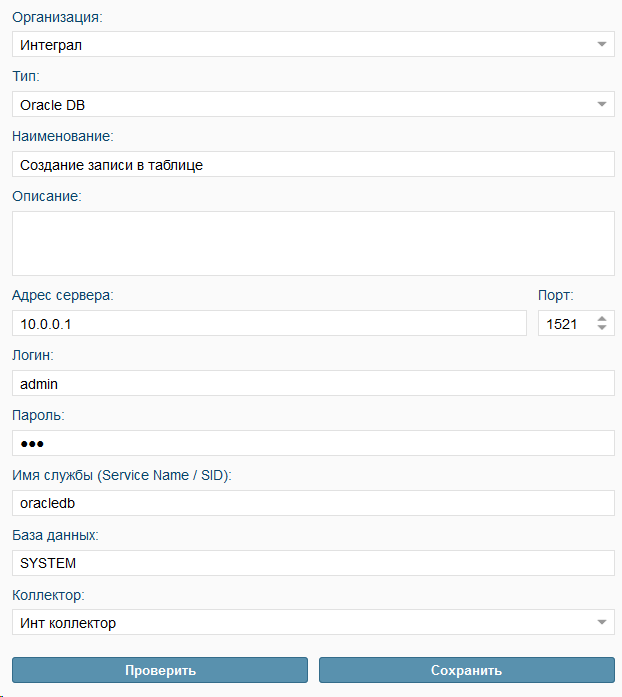 Организация:
Интеграл
Тип:
Oracle DB
Наименование:
Создание записи в таблице
Описание:
Адрес сервера: Порт:
10.0.0.1 1521
Логин:
admin
Пароль:
●●●
Имя службы (Service Name / SID):
oracledb
База данных:
SYSTEM
Коллектор:
Инт коллектор
Проверить Сохранить